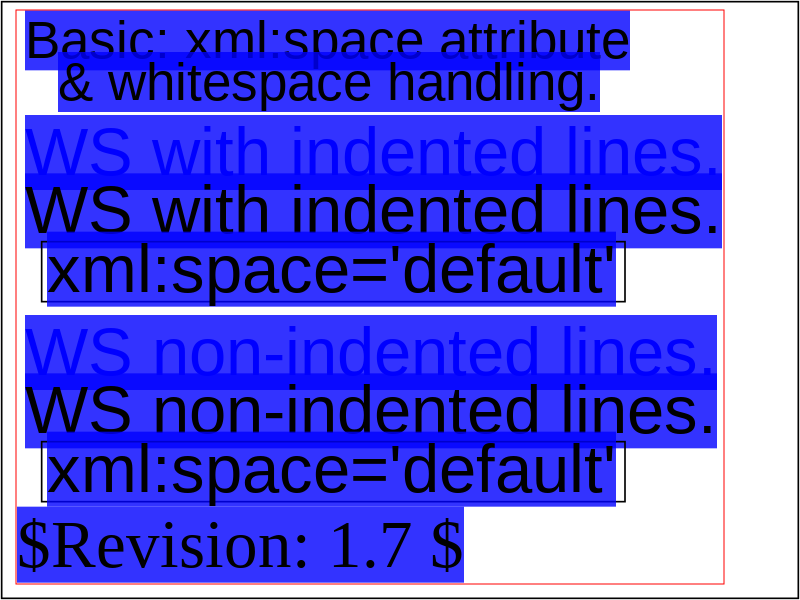 Basic: xml:space attribute
& whitespace handling.
WS with indented lines.
WS with indented lines.
xml:space='default'
WS non-indented lines.
WS non-indented lines.
xml:space='default'
$Revision: 1.7 $